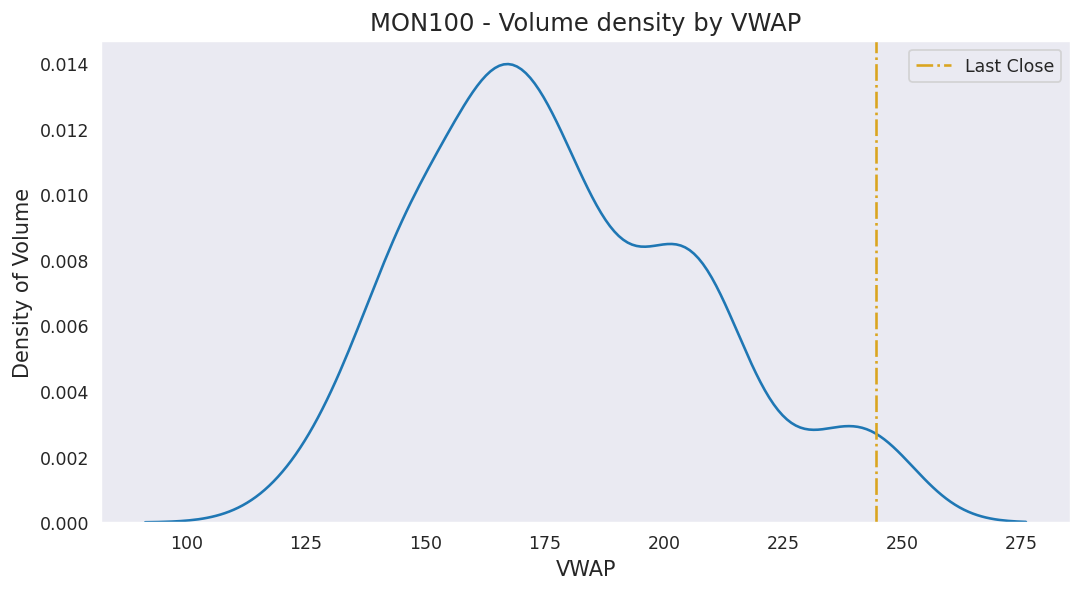 MON100 - Volume density by VWAP
Last Close
Density of Volume
0.014
0.012
0.010
0.008
0.006
0.004
0.002
0.000
100 125 150 175 200 225 250 275
VWAP